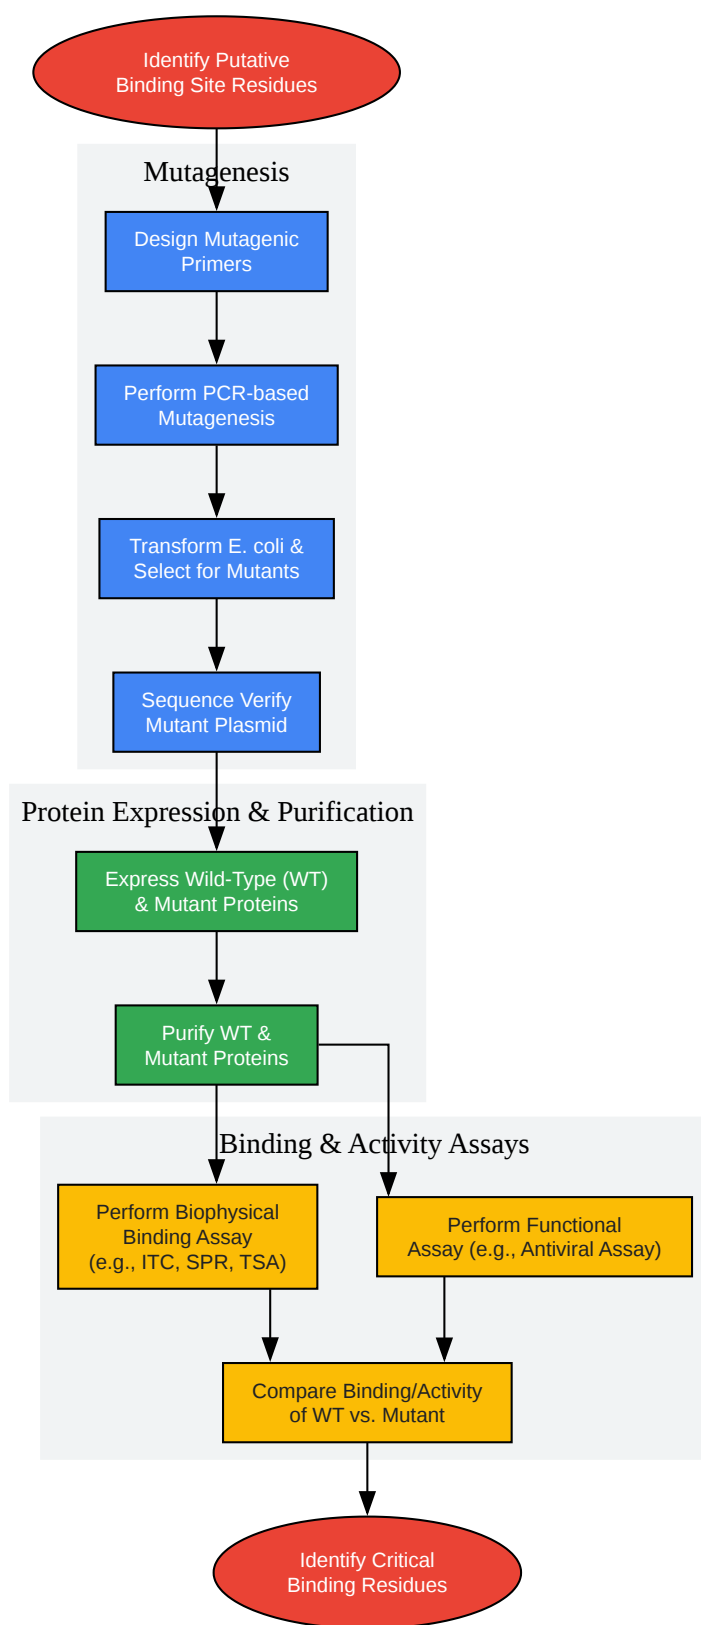 Identify Putative
Binding Site Residues
Mutagenesis
Design Mutagenic
Primers
Perform PCR-based
Mutagenesis
Transform E. coli &
Select for Mutants
Sequence Verify
Mutant Plasmid
Protein Expression & Purification
Express Wild-Type (WT)
& Mutant Proteins
Purify WT &
Mutant Proteins
Binding & Activity Assays
Perform Biophysical
Binding Assay
(e.g., ITC, SPR, TSA)
Perform Functional
Assay (e.g., Antiviral Assay)
Compare Binding/Activity
of WT vs. Mutant
Identify Critical
Binding Residues